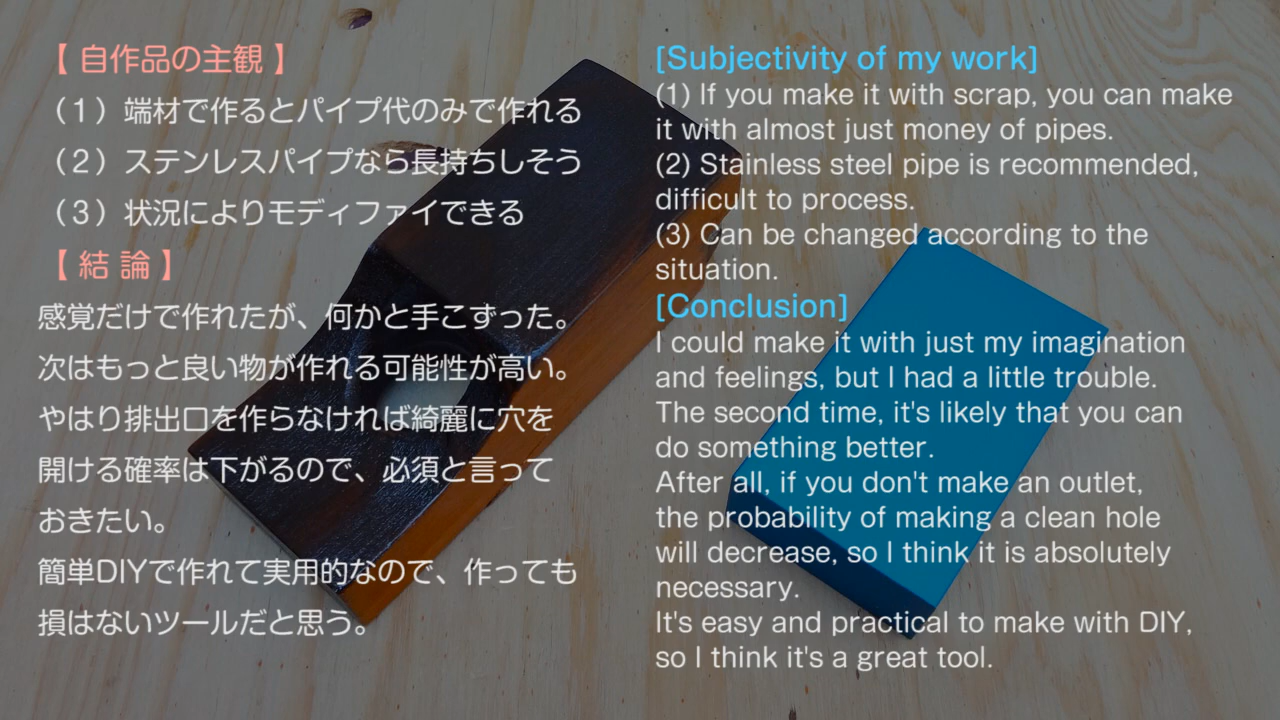 【 自作品の主観 】
（１）端材で作るとパイプ代のみで作れる
（２）ステンレスパイプなら長持ちしそう
（３）状況によりモディファイできる
【 結 論 】
感覚だけで作れたが、何かと手こずった。
次はもっと良い物が作れる可能性が高い。
やはり排出口を作らなければ綺麗に穴を
開ける確率は下がるので、必須と言って
おきたい。
簡単DIYで作れて実用的なので、作っても
損はないツールだと思う。
[Subjectivity of my work]
(1) If you make it with scrap, you can make
it with almost just money of pipes.
(2) Stainless steel pipe is recommended,
difficult to process.
(3) Can be changed according to the
situation.
[Conclusion]
I could make it with just my imagination
and feelings, but I had a little trouble.
The second time, it's likely that you can
do something better.
After all, if you don't make an outlet,
the probability of making a clean hole
will decrease, so I think it is absolutely
necessary.
It's easy and practical to make with DIY,
so I think it's a great tool.